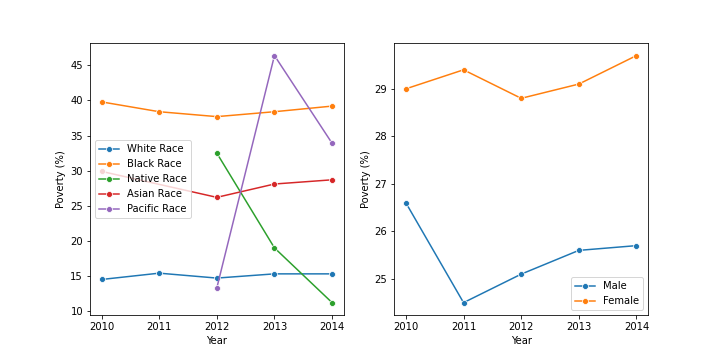 45
40
35
30
25
20
15
10
Poverty (%)
White Race
Black Race
Native Race
Asian Race
Pacific Race
2010 2011 2012 2013 2014
Year
29
28
27
26
25
Poverty (%)
Male
Female
2010 2011 2012 2013 2014
Year